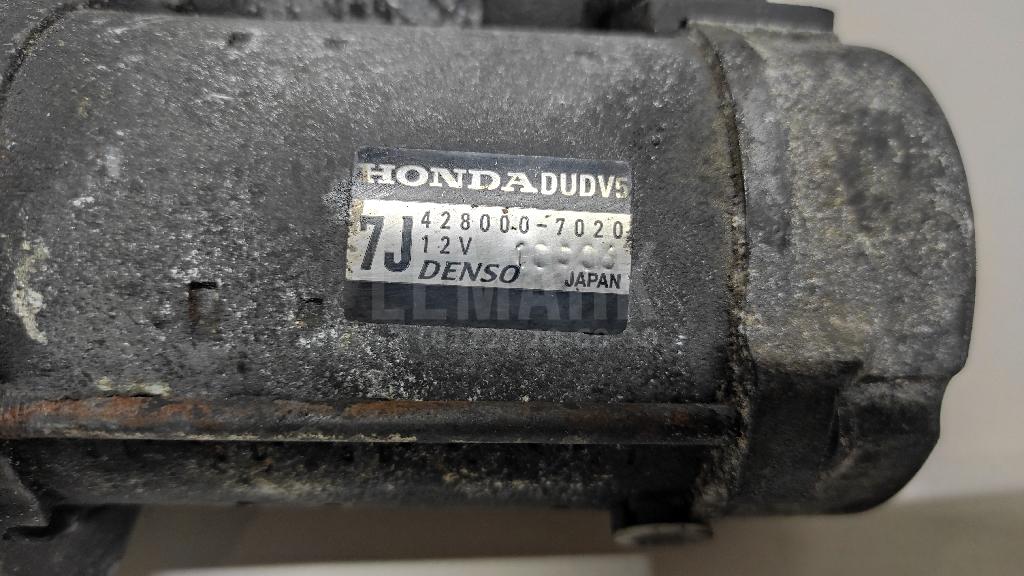 HONDA DUDV5
7J 428000-7020
12V
DENSO JAPAN